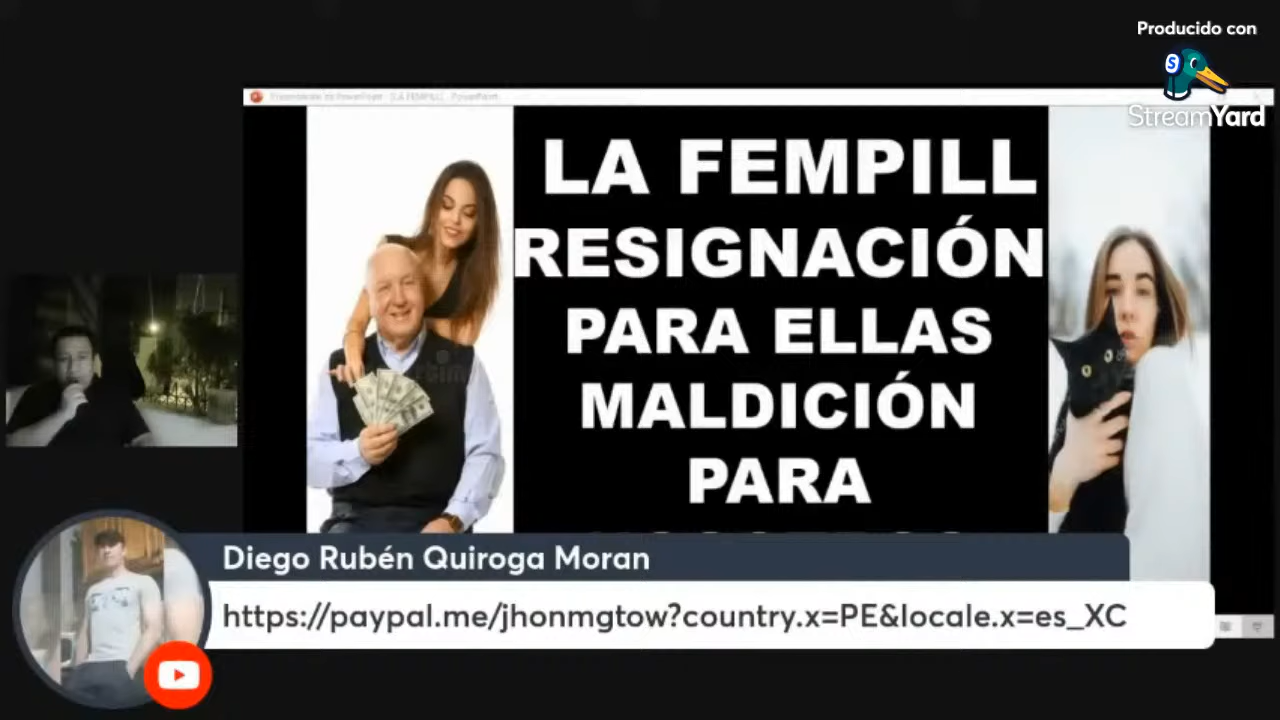 Producido con
StreamYard
LA FEMPILL
RESIGNACIÓN
PARA ELLAS
MALDICIÓN
PARA
Diego Rubén Quiroga Moran
https://paypal.me/jhonmgtow?country.x=PE&locale.x=es_XC